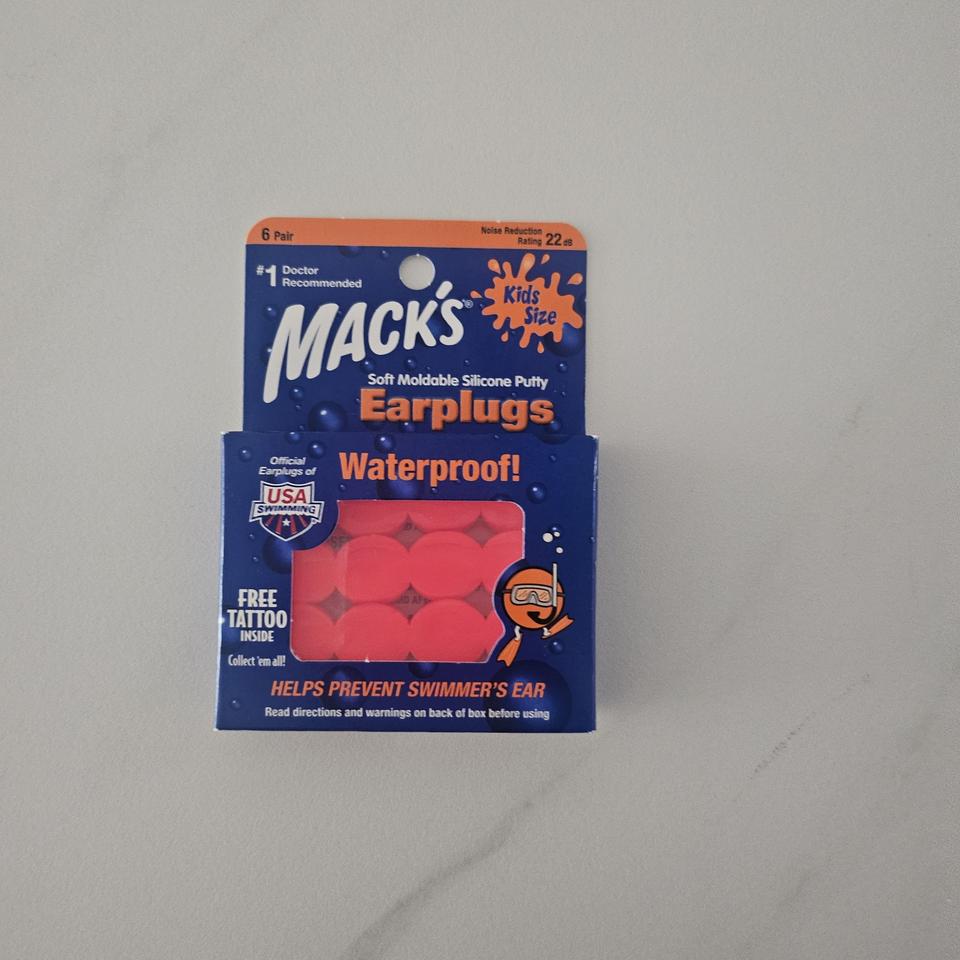 6 Pair
Noise Reduction
Rating 22 dB
#1 Doctor
Recommended
MACK'S®
Kids
Size
Soft Moldable Silicone Putty
Earplugs
Official
Earplugs of
USA
SWIMMING
Waterproof!
FREE
TATTOO
INSIDE
Collect 'em all!
HELPS PREVENT SWIMMER'S EAR
Read directions and warnings on back of box before using